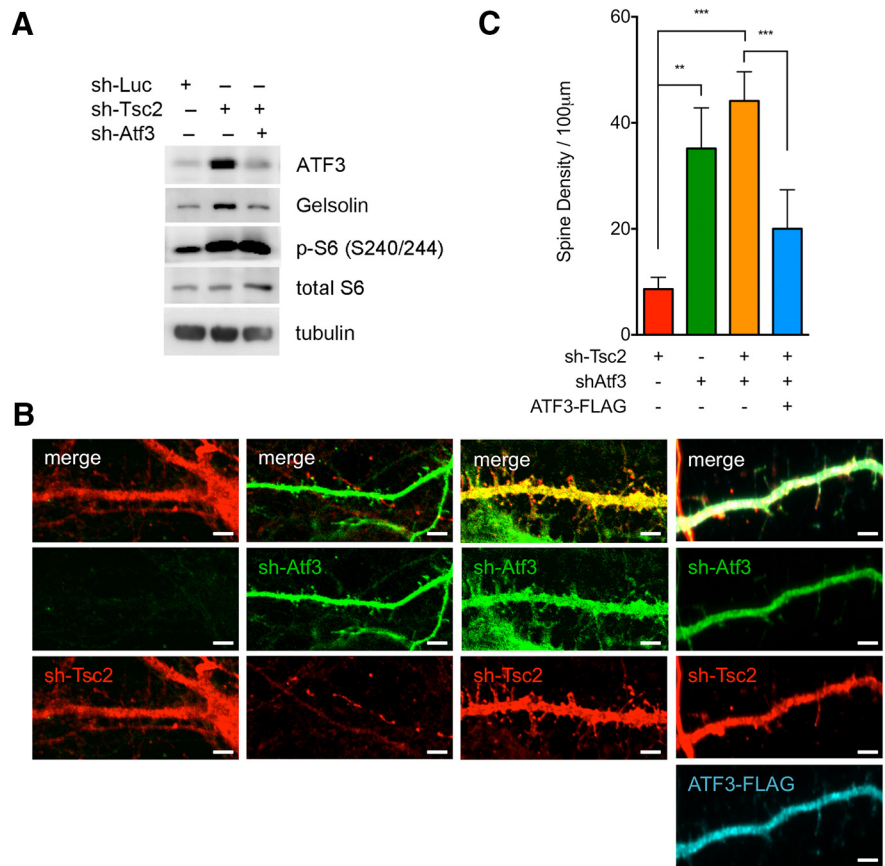 A
sh-Luc + – –
sh-Tsc2 – + +
sh-Atf3 – – +
ATF3
Gelsolin
p-S6 (S240/244)
total S6
tubulin
C
Spine Density / 100μm
60
40
20
0
***
**
***
sh-Tsc2 + - + +
shAtf3 - + + +
ATF3-FLAG - - - +
B
merge merge merge merge
sh-Atf3 sh-Atf3 sh-Atf3
sh-Tsc2 sh-Tsc2 sh-Tsc2
ATF3-FLAG